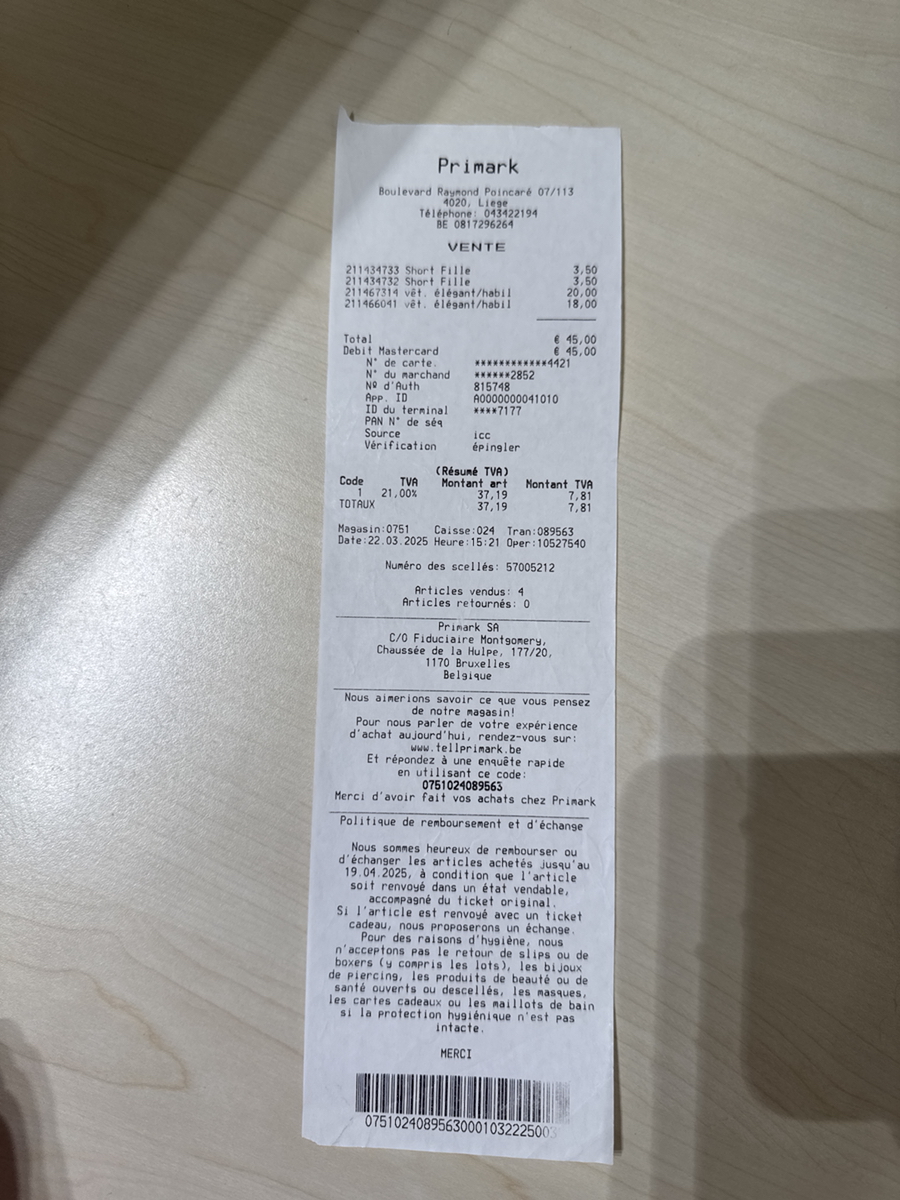 Primark
Boulevard Raymond Poincaré 07/113
4020, Liege
Téléphone: 043422194
BE 0817296264
VENTE
211434733 Short Fille 3,50
211434732 Short Fille 3,50
211467314 vêt. élégant/habil 20,00
211466041 vêt. élégant/habil 18,00
Total € 45,00
Debit Mastercard € 45,00
N° de carte. ************4421
N° du marchand ******2852
Nº d'Auth 815748
App. ID A0000000041010
ID du terminal ****7177
PAN N° de séq
Source icc
Vérification épingler
(Résumé TVA)
Code TVA Montant art Montant TVA
1 21,00% 37,19 7,81
TOTAUX 37,19 7,81
Magasin:0751 Caisse:024 Tran:089563
Date:22.03.2025 Heure:15:21 Oper:10527540
Numéro des scellés: 57005212
Articles vendus: 4
Articles retournés: 0
Primark SA
C/O Fiduciaire Montgomery,
Chaussée de la Hulpe, 177/20,
1170 Bruxelles
Belgique
Nous aimerions savoir ce que vous pensez
de notre magasin!
Pour nous parler de votre expérience
d'achat aujourd'hui, rendez-vous sur:
www.tellprimark.be
Et répondez à une enquête rapide
en utilisant ce code:
0751024089563
Merci d'avoir fait vos achats chez Primark
Politique de remboursement et d'échange
Nous sommes heureux de rembourser ou
d'échanger les articles achetés jusqu'au
19.04.2025, à condition que l'article
soit renvoyé dans un état vendable,
accompagné du ticket original.
Si l'article est renvoyé avec un ticket
cadeau, nous proposerons un échange.
Pour des raisons d'hygiène, nous
n'acceptons pas le retour de slips ou de
boxers (y compris les lots), les bijoux
de piercing, les produits de beauté ou de
santé ouverts ou descellés, les masques,
les cartes cadeaux ou les maillots de bain
si la protection hygiénique n'est pas
intacte.
MERCI
07510240895630001032225003